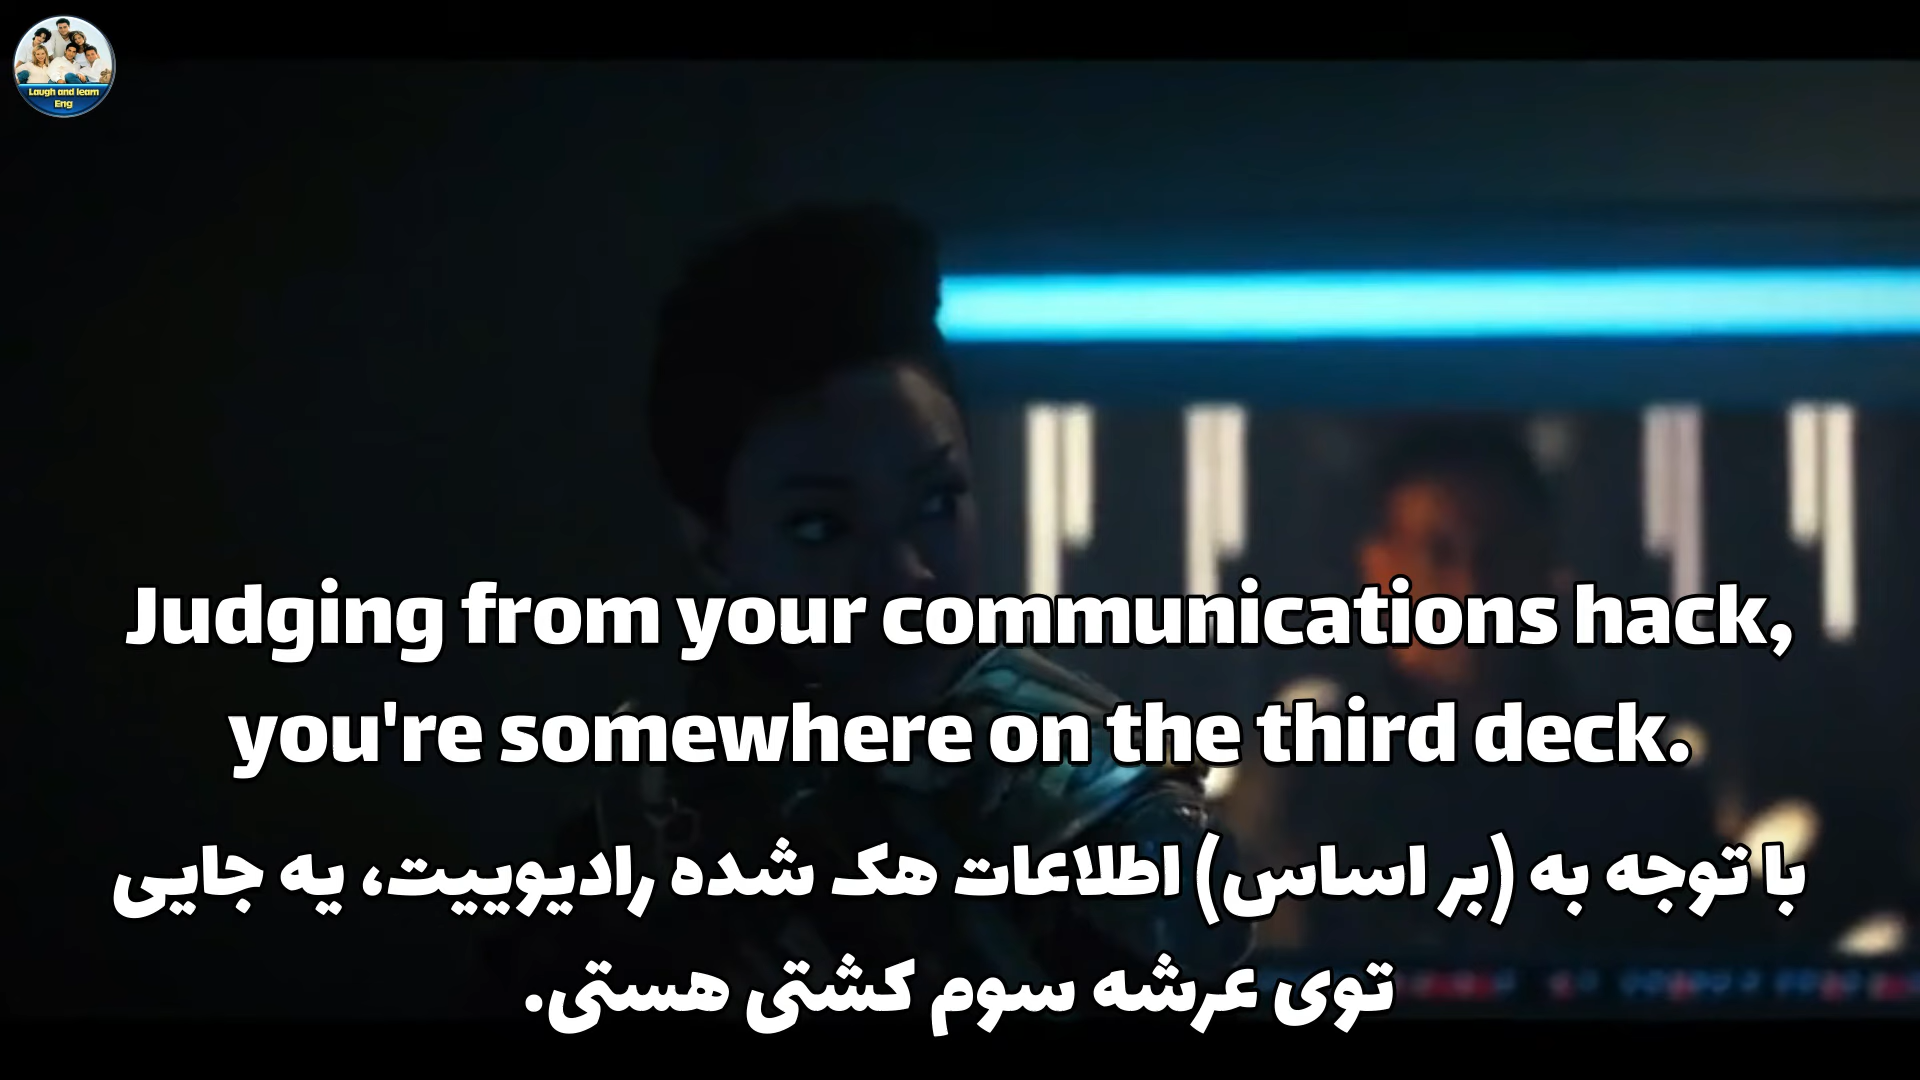 Laugh and learn
Eng
Judging from your communications hack,
you're somewhere on the third deck.
با توجه به (بر اساس) اطلاعات هک شده رادیوییت، یه جایی
توی عرشه سوم کشتی هستی.